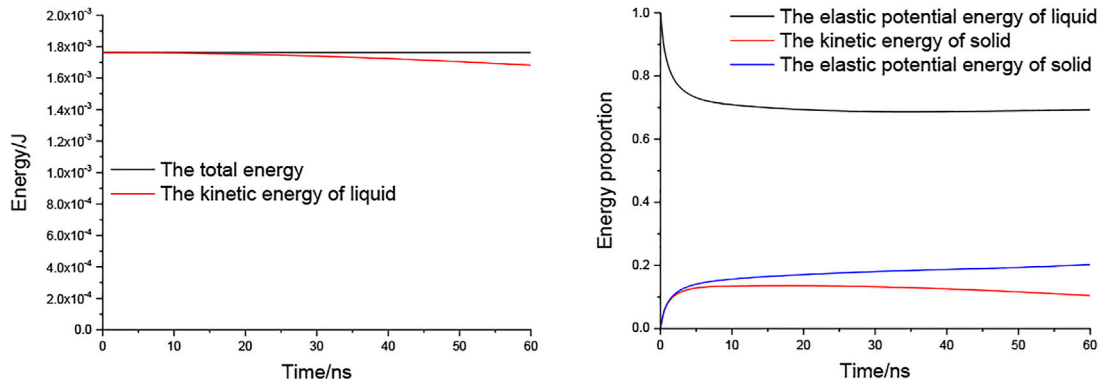 Energy/J
2.0x10⁻³
1.8x10⁻³
1.6x10⁻³
1.4x10⁻³
1.2x10⁻³
1.0x10⁻³
8.0x10⁻⁴
6.0x10⁻⁴
4.0x10⁻⁴
2.0x10⁻⁴
0.0
The total energy
The kinetic energy of liquid
0 10 20 30 40 50 60
Time/ns
Energy proportion
1.0
0.8
0.6
0.4
0.2
0.0
The elastic potential energy of liquid
The kinetic energy of solid
The elastic potential energy of solid
0 10 20 30 40 50 60
Time/ns